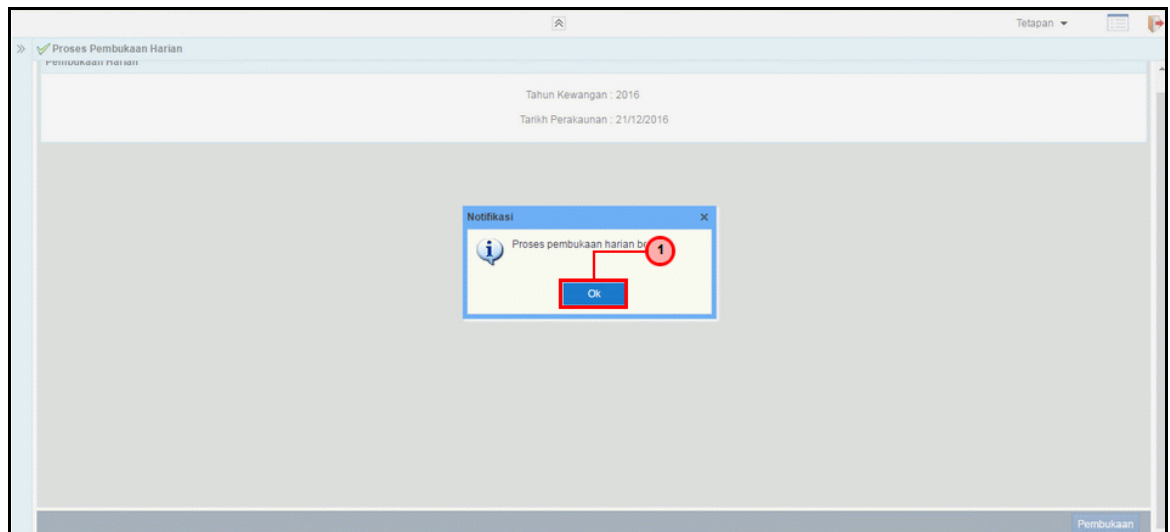 Tetapan
Proses Pembukaan Harian
Pembukaan Harian
Tahun Kewangan : 2016
Tarikh Perakaunan : 21/12/2016
Notifikasi
Proses pembukaan harian
1
Ok
Pembukaan